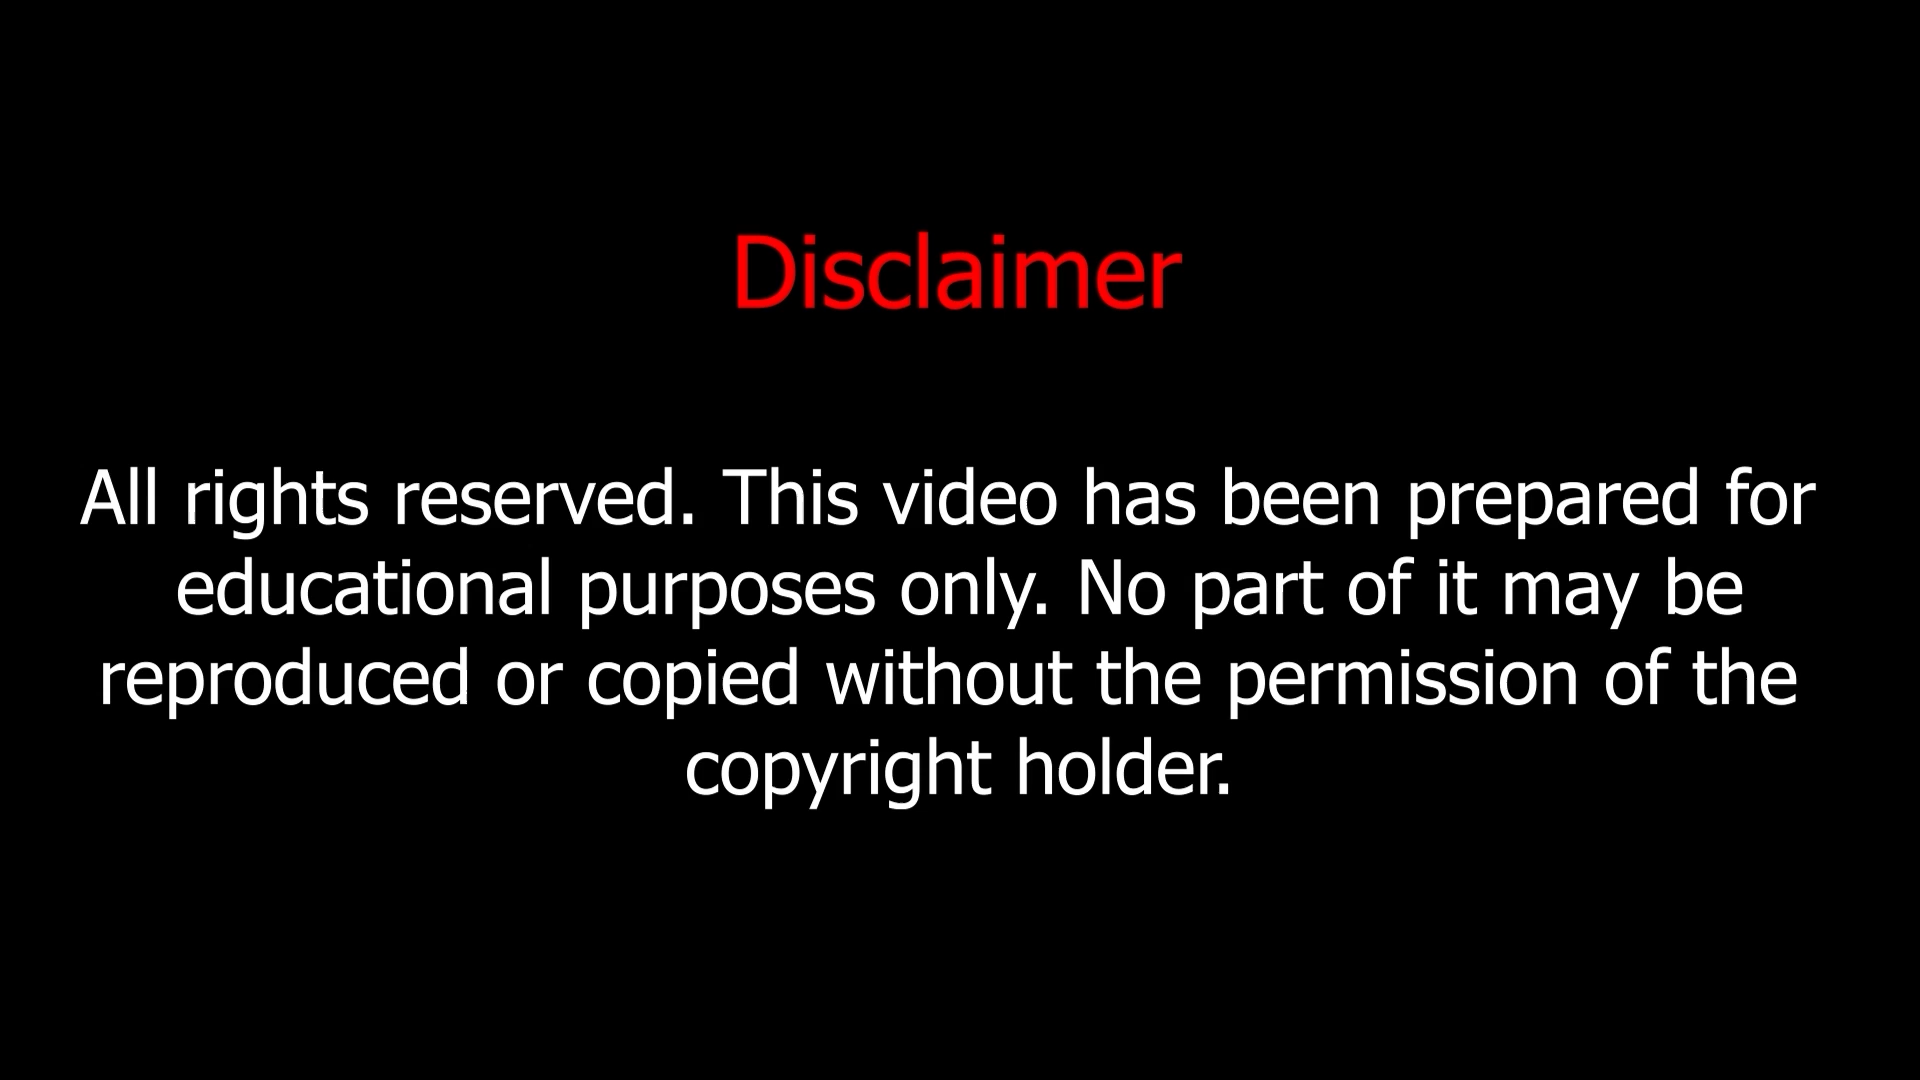 Disclaimer
All rights reserved. This video has been prepared for
educational purposes only. No part of it may be
reproduced or copied without the permission of the
copyright holder.